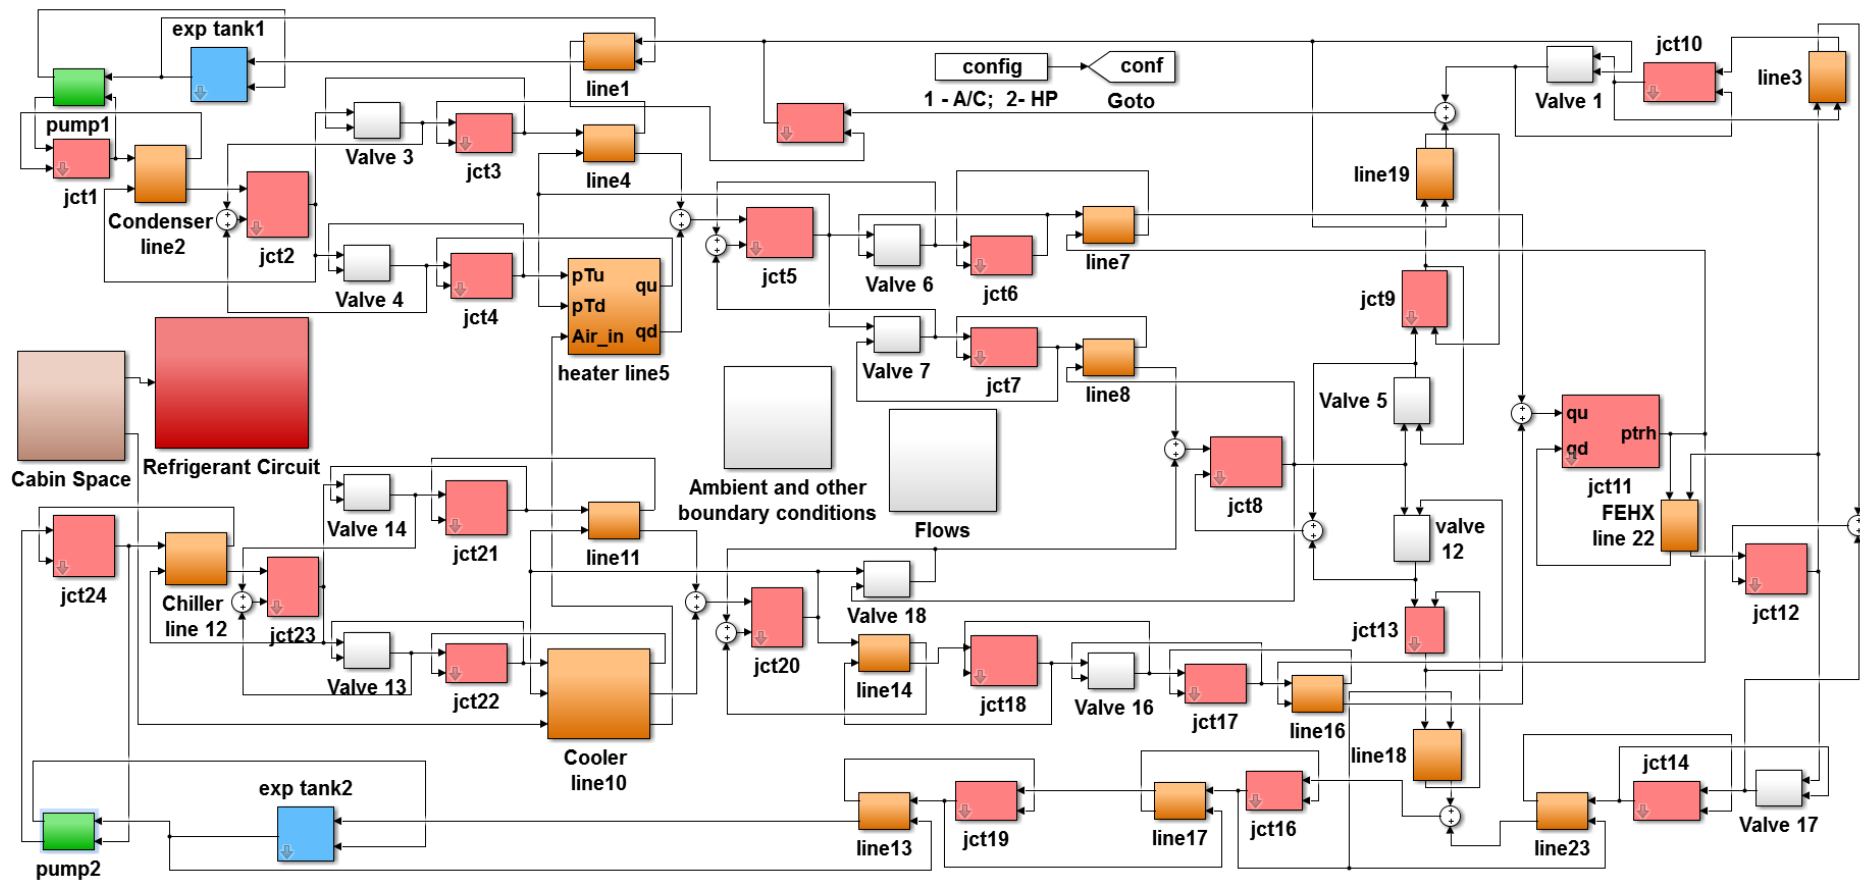 exp tank1
pump1
jct1
Condenser
line2
jct2
Valve 3
jct3
line1
line4
Valve 4
jct4
pTu
pTd
Air_in
qu
qd
heater line5
config
1 - A/C;  2- HP
conf
Goto
Valve 1
jct10
line3
line19
jct5
Valve 6
jct6
line7
Valve 7
jct7
line8
jct9
Valve 5
Cabin Space
Refrigerant Circuit
Ambient and other
boundary conditions
Flows
jct8
qu
qd
ptrh
jct11
FEHX
line 22
jct12
valve
12
jct13
Valve 14
jct21
line11
jct24
Chiller
line 12
jct23
Valve 13
jct22
Cooler
line10
Valve 18
jct20
line14
jct18
Valve 16
jct17
line16
line18
jct14
Valve 17
line23
jct16
line17
jct19
line13
exp tank2
pump2